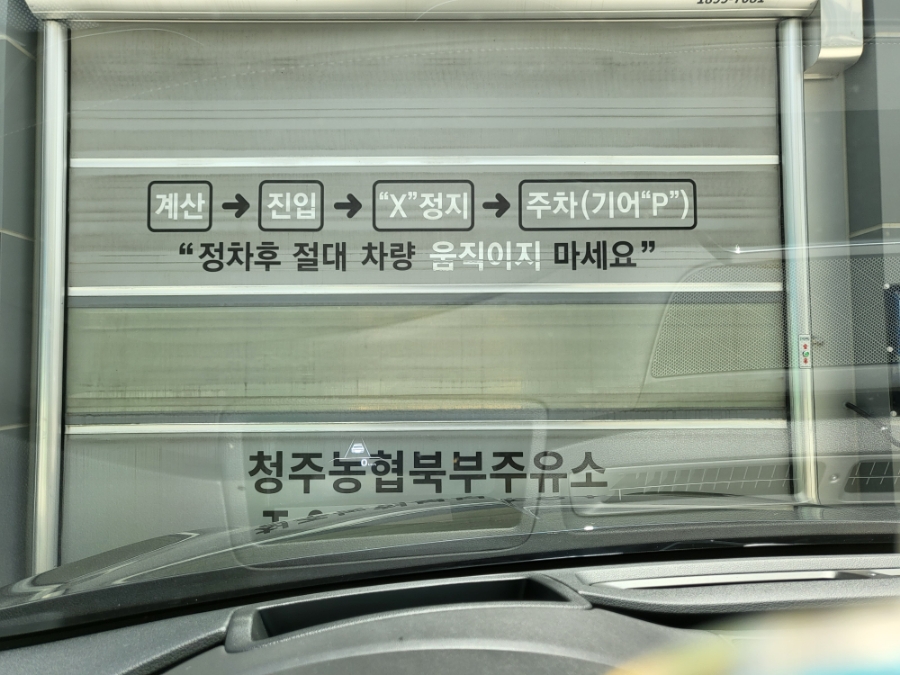 계산 → 진입 → "X"정지 → 주차(기어"P")
"정차후 절대 차량 움직이지 마세요"
청주농협북부주유소